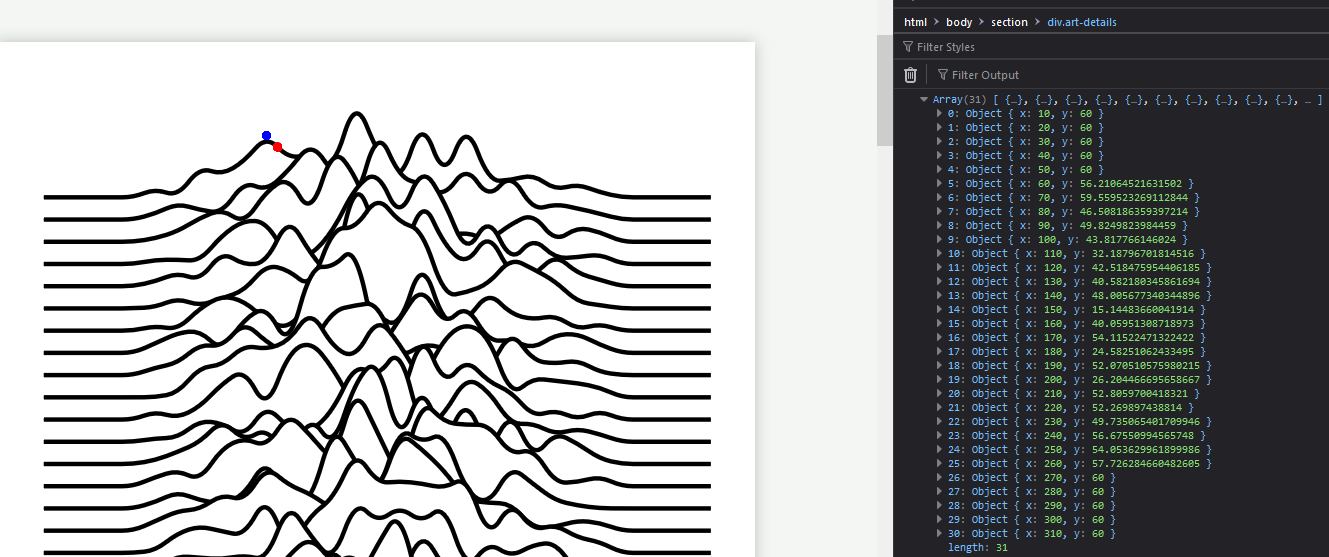 html > body > section > div.art-details
Filter Styles
Filter Output
Array(31) [ {…}, {…}, {…}, {…}, {…}, {…}, {…}, {…}, {…}, {…}, … ]
0: Object { x: 10, y: 60 }
1: Object { x: 20, y: 60 }
2: Object { x: 30, y: 60 }
3: Object { x: 40, y: 60 }
4: Object { x: 50, y: 60 }
5: Object { x: 60, y: 56.21064521631502 }
6: Object { x: 70, y: 59.559523269112844 }
7: Object { x: 80, y: 46.508186359397214 }
8: Object { x: 90, y: 49.8249823984459 }
9: Object { x: 100, y: 43.817766146024 }
10: Object { x: 110, y: 32.18796701814516 }
11: Object { x: 120, y: 42.518475954406185 }
12: Object { x: 130, y: 40.582180345861694 }
13: Object { x: 140, y: 48.005677340344896 }
14: Object { x: 150, y: 15.14483660041914 }
15: Object { x: 160, y: 40.05951308718973 }
16: Object { x: 170, y: 54.11522471322422 }
17: Object { x: 180, y: 24.58251062433495 }
18: Object { x: 190, y: 52.070510575980215 }
19: Object { x: 200, y: 26.204466695658667 }
20: Object { x: 210, y: 52.8059700418321 }
21: Object { x: 220, y: 52.269897438814 }
22: Object { x: 230, y: 49.735065401709946 }
23: Object { x: 240, y: 56.67550994565748 }
24: Object { x: 250, y: 54.053629961899986 }
25: Object { x: 260, y: 57.726284660482605 }
26: Object { x: 270, y: 60 }
27: Object { x: 280, y: 60 }
28: Object { x: 290, y: 60 }
29: Object { x: 300, y: 60 }
30: Object { x: 310, y: 60 }
length: 31